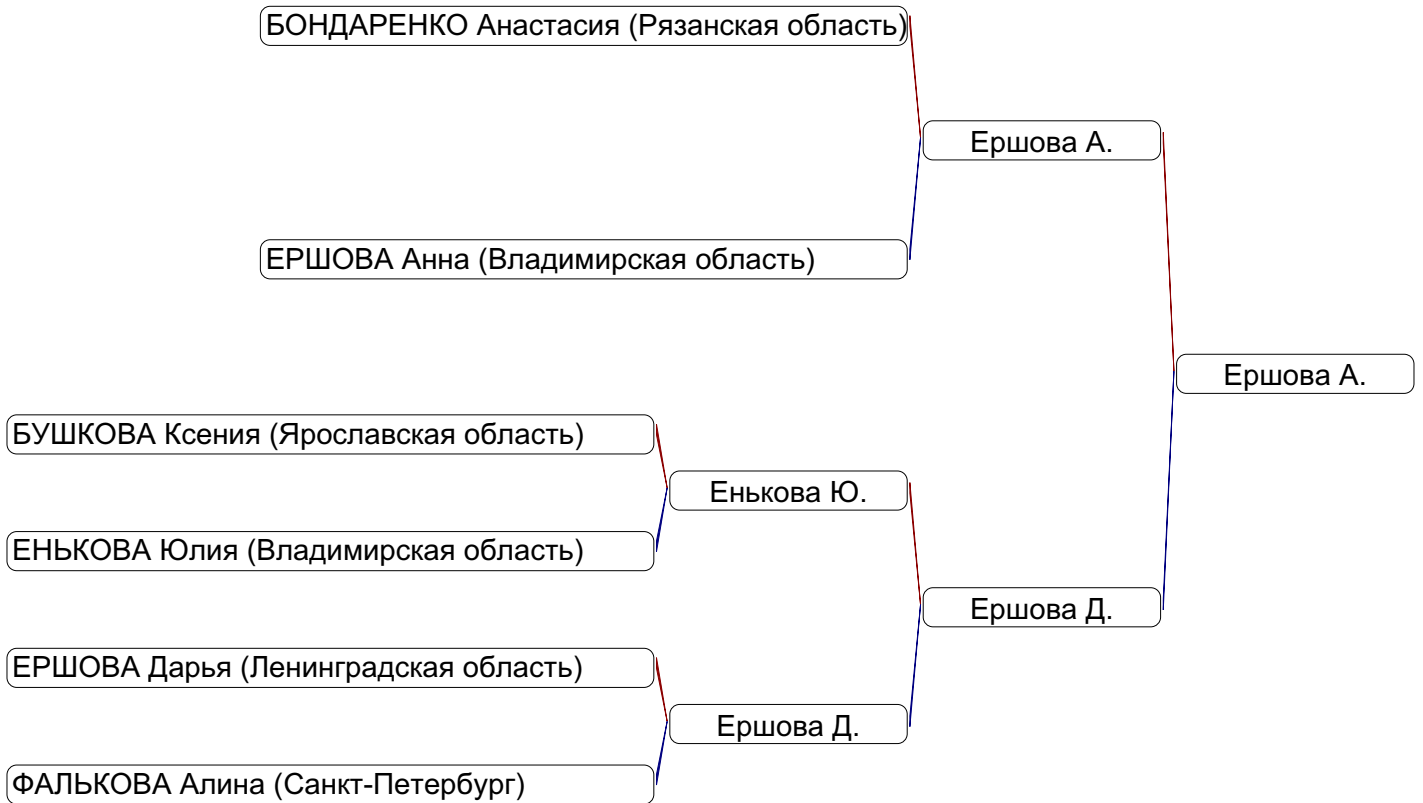 БОНДАРЕНКО Анастасия (Рязанская область)
Ершова А.
ЕРШОВА Анна (Владимирская область)
Ершова А.
БУШКОВА Ксения (Ярославская область)
Енькова Ю.
ЕНЬКОВА Юлия (Владимирская область)
Ершова Д.
ЕРШОВА Дарья (Ленинградская область)
Ершова Д.
ФАЛЬКОВА Алина (Санкт-Петербург)